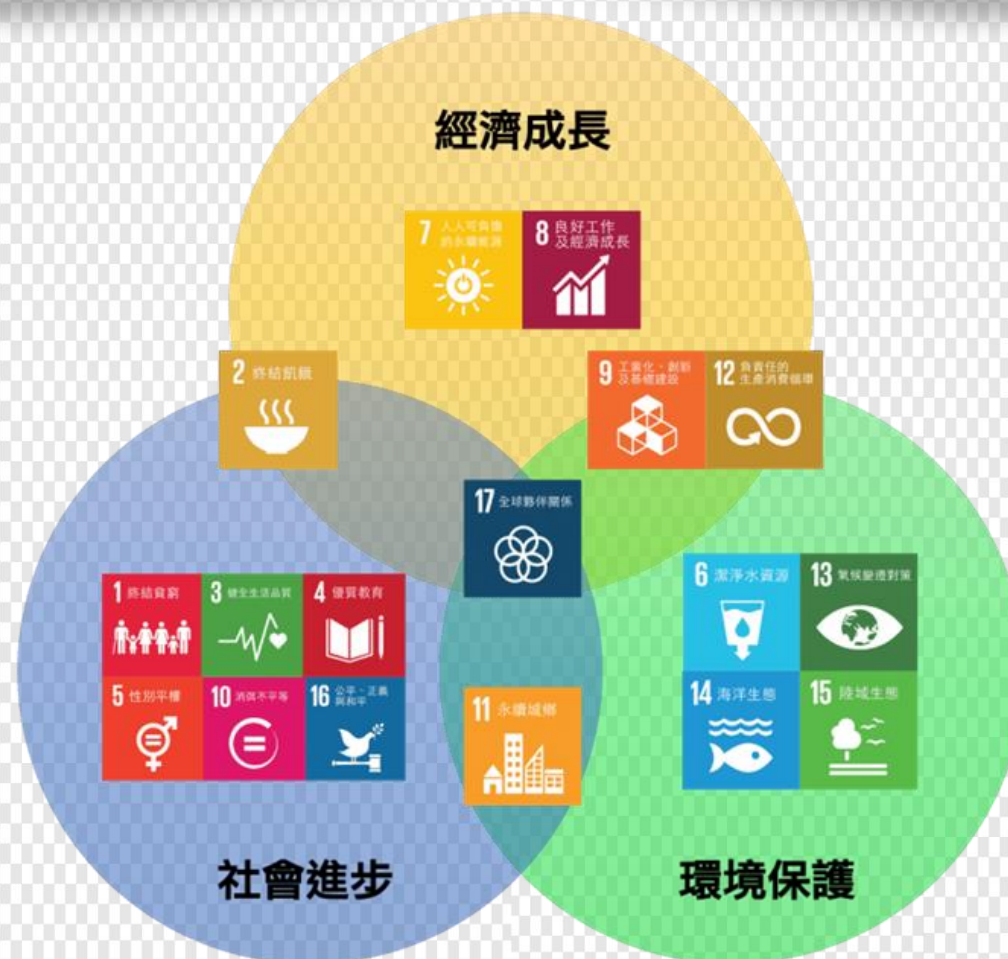 經濟成長
7 人人可負擔
的永續能源
8 良好工作
及經濟成長
2 終結飢餓
9 工業化、創新
及基礎建設
12 負責任的
生產消費循環
17 全球夥伴關係
1 終結貧窮
3 健全生活品質
4 優質教育
5 性別平權
10 消弭不平等
16 公平、正義
與和平
11 永續城鄉
6 潔淨水資源
13 氣候變遷對策
14 海洋生態
15 陸域生態
社會進步
環境保護